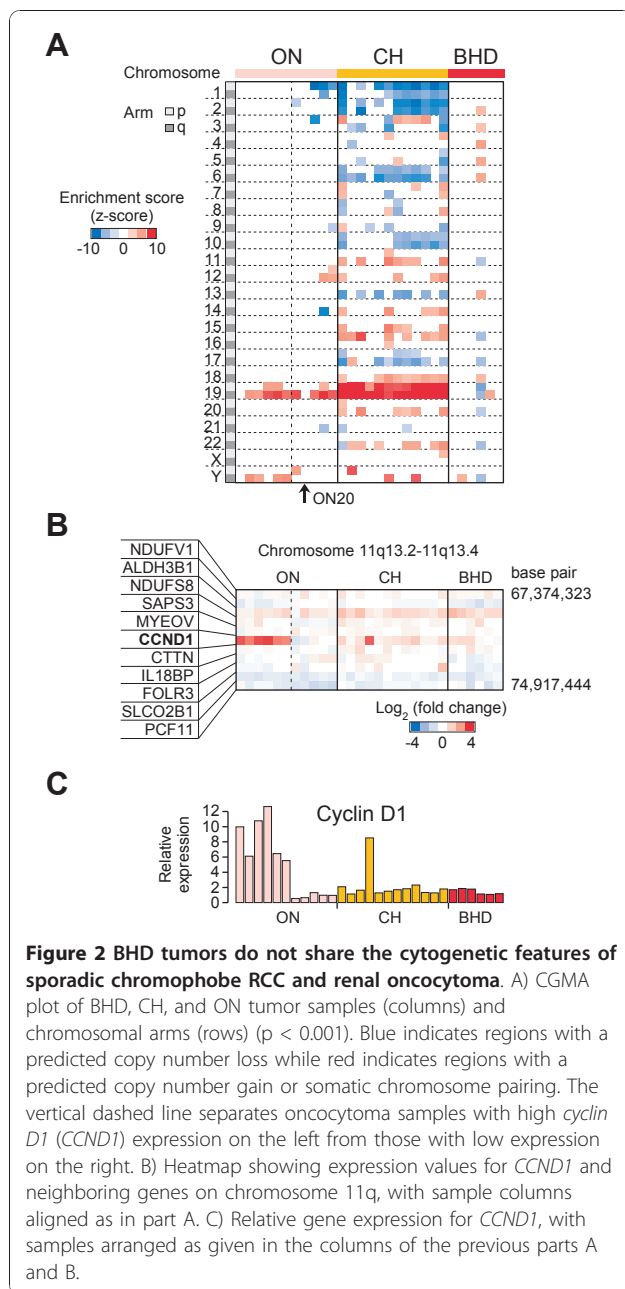 A
ON CH BHD
Chromosome
Arm
p
q
Enrichment score
(z-score)
-10 0 10
1
2
3
4
5
6
7
8
9
10
11
12
13
14
15
16
17
18
19
20
21
22
X
Y
ON20
B
Chromosome 11q13.2-11q13.4
ON CH BHD
base pair
67,374,323
74,917,444
NDUFV1
ALDH3B1
NDUFS8
SAPS3
MYEOV
CCND1
CTTN
IL18BP
FOLR3
SLCO2B1
PCF11
Log2 (fold change)
-4 0 4
C
Cyclin D1
Relative
expression
12
10
8
6
4
2
0
ON CH BHD
Figure 2 BHD tumors do not share the cytogenetic features of
sporadic chromophobe RCC and renal oncocytoma. A) CGMA
plot of BHD, CH, and ON tumor samples (columns) and
chromosomal arms (rows) (p < 0.001). Blue indicates regions with a
predicted copy number loss while red indicates regions with a
predicted copy number gain or somatic chromosome pairing. The
vertical dashed line separates oncocytoma samples with high cyclin
D1 (CCND1) expression on the left from those with low expression
on the right. B) Heatmap showing expression values for CCND1 and
neighboring genes on chromosome 11q, with sample columns
aligned as in part A. C) Relative gene expression for CCND1, with
samples arranged as given in the columns of the previous parts A
and B.